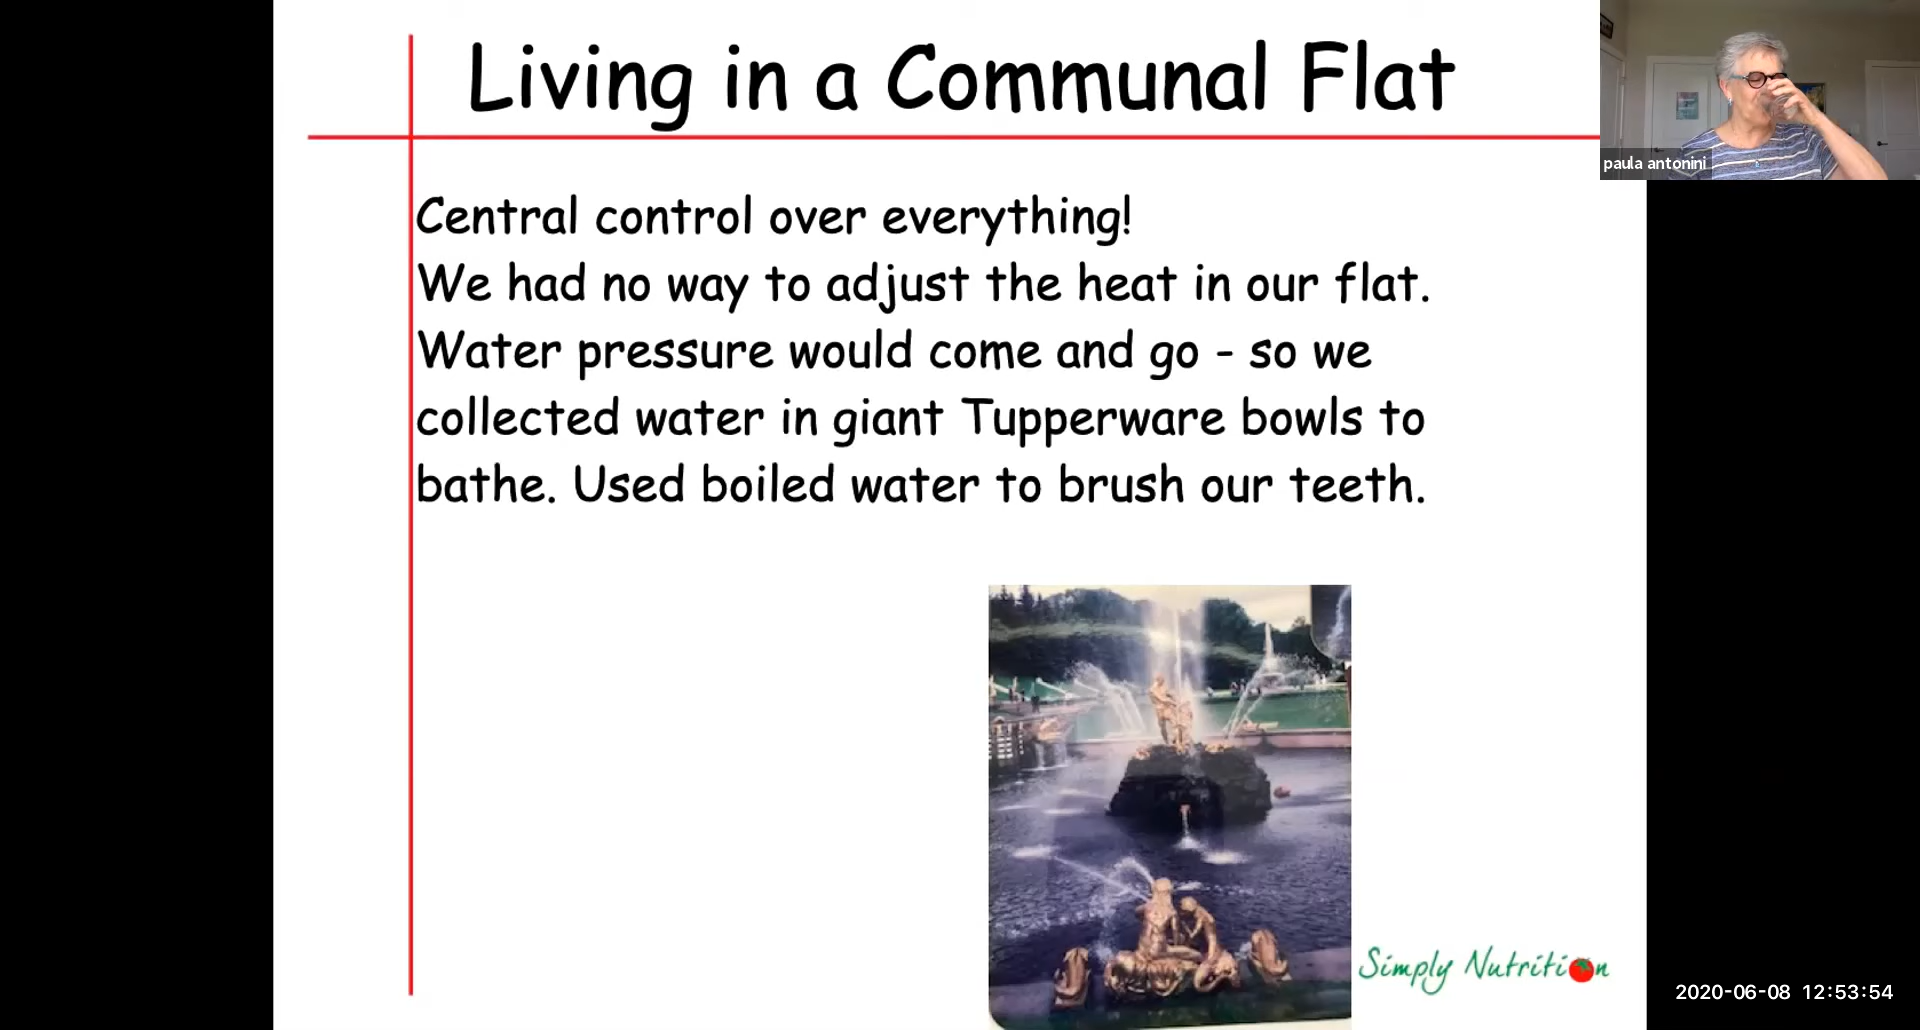 Living in a Communal Flat
paula antonini
Central control over everything!
We had no way to adjust the heat in our flat.
Water pressure would come and go - so we
collected water in giant Tupperware bowls to
bathe. Used boiled water to brush our teeth.
Simply Nutrition
2020-06-08 12:53:54